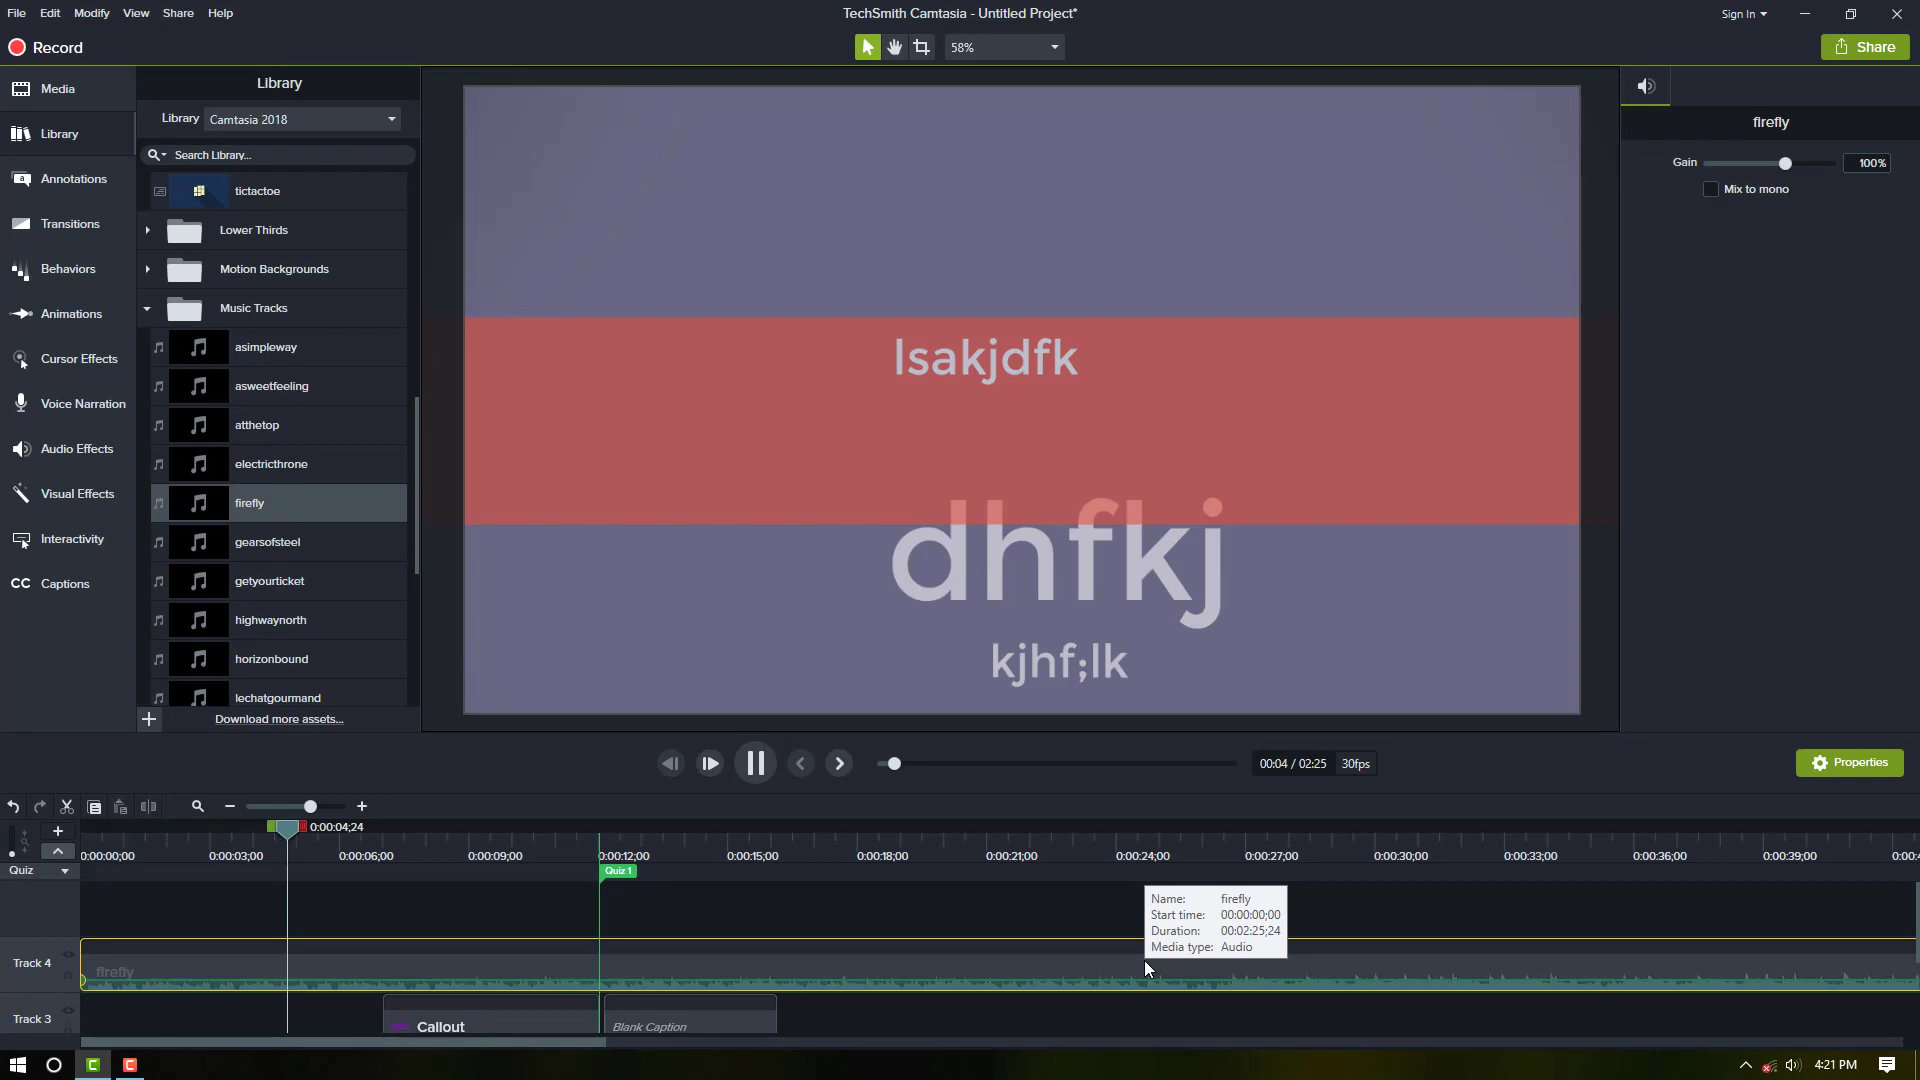 File Edit Modify View Share Help
TechSmith Camtasia - Untitled Project*
Sign In
Record
58%
Share
Media
Library
Annotations
Transitions
Behaviors
Animations
Cursor Effects
Voice Narration
Audio Effects
Visual Effects
Interactivity
CC Captions
Library
Library Camtasia 2018
Search Library...
tictactoe
Lower Thirds
Motion Backgrounds
Music Tracks
asimpleway
asweetfeeling
atthetop
electricthrone
firefly
gearsofsteel
getyourticket
highwaynorth
horizonbound
lechatgourmand
Download more assets...
lsakjdfk
dhfkj
kjhf;lk
firefly
Gain 100%
Mix to mono
00:04 / 02:25 30fps
Properties
0:00:04;24
0:00:00;00 0:00:03;00 0:00:06;00 0:00:09;00 0:00:12;00 0:00:15;00 0:00:18;00 0:00:21;00 0:00:24;00 0:00:27;00 0:00:30;00 0:00:33;00 0:00:36;00 0:00:39;00 0:00:4
Quiz
Quiz 1
Name: firefly
Start time: 00:00:00;00
Duration: 00:02:25;24
Media type: Audio
Track 4
firefly
Track 3
Callout
Blank Caption
4:21 PM